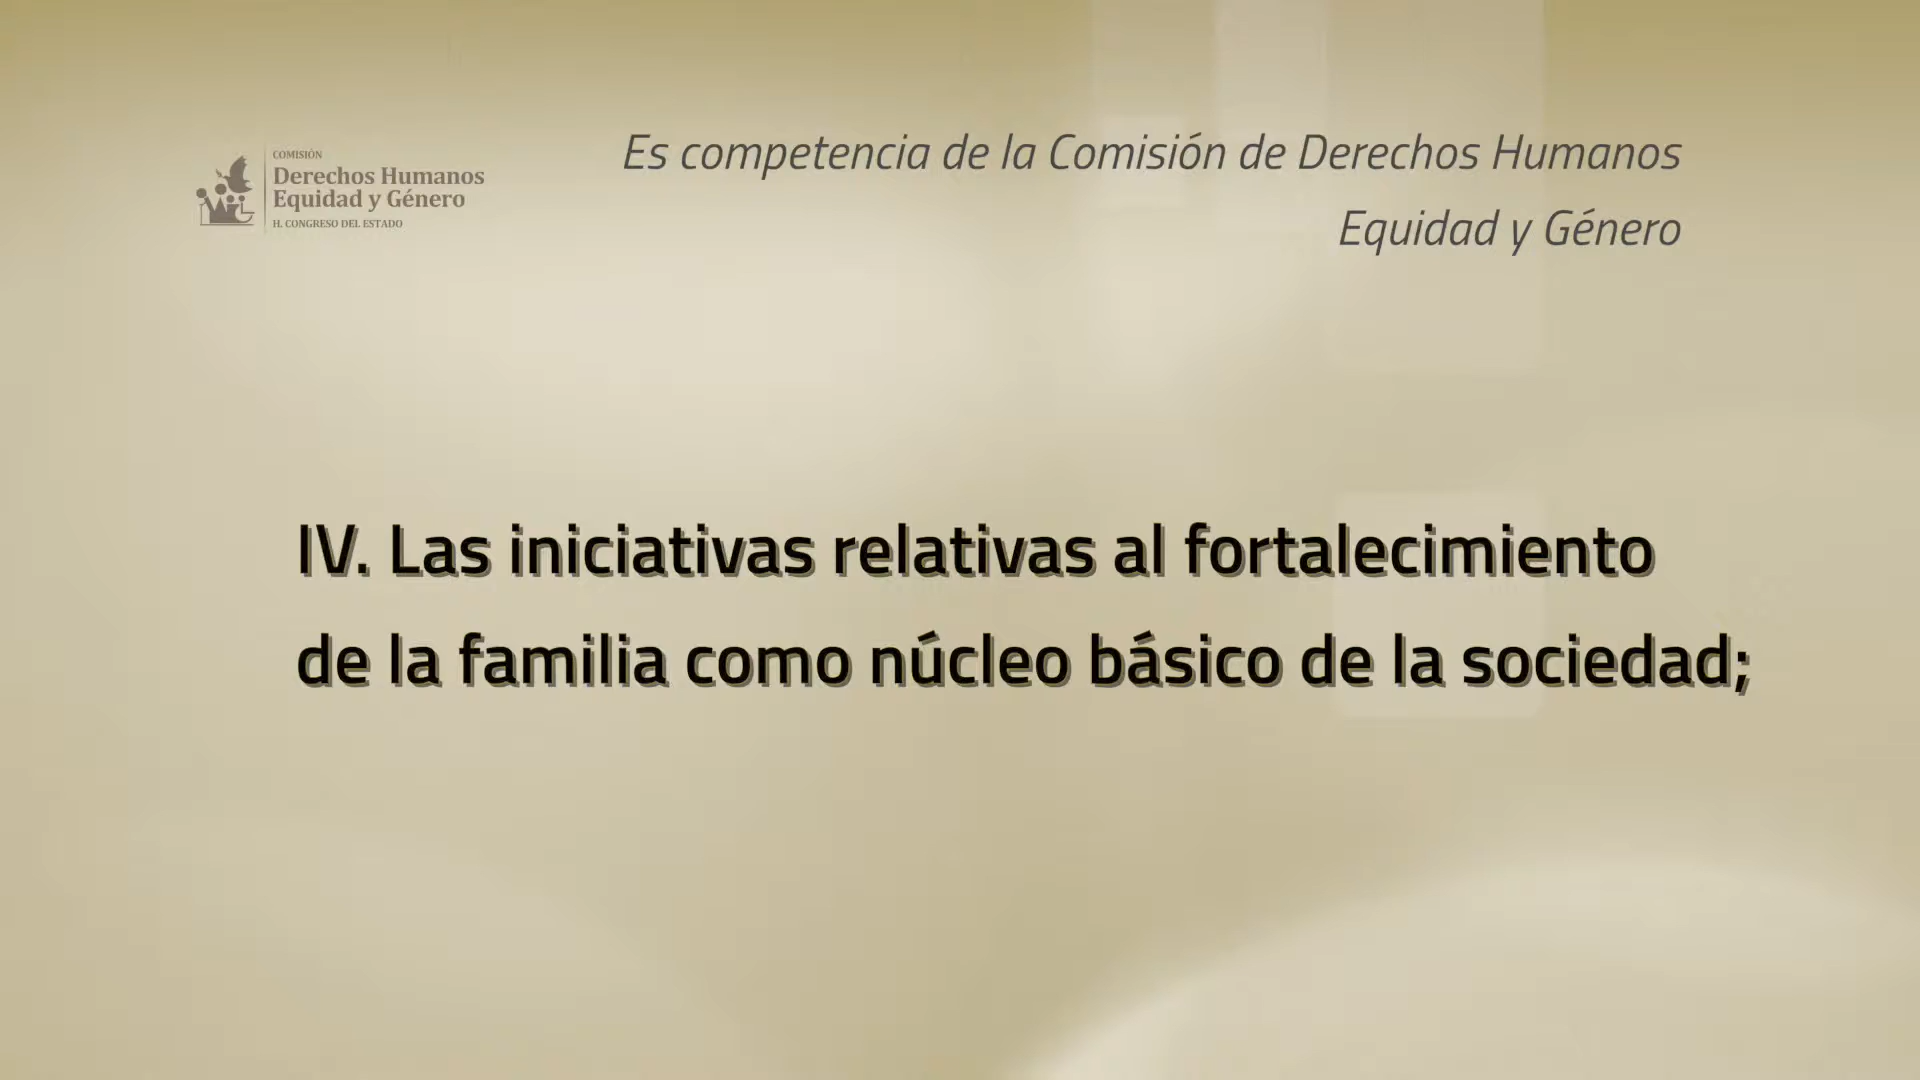 COMISIÓN
Derechos Humanos
Equidad y Género
H. CONGRESO DEL ESTADO
Es competencia de la Comisión de Derechos Humanos
Equidad y Género
IV. Las iniciativas relativas al fortalecimiento
de la familia como núcleo básico de la sociedad;